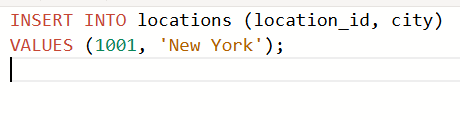 INSERT INTO locations (location_id, city)
VALUES (1001, 'New York');